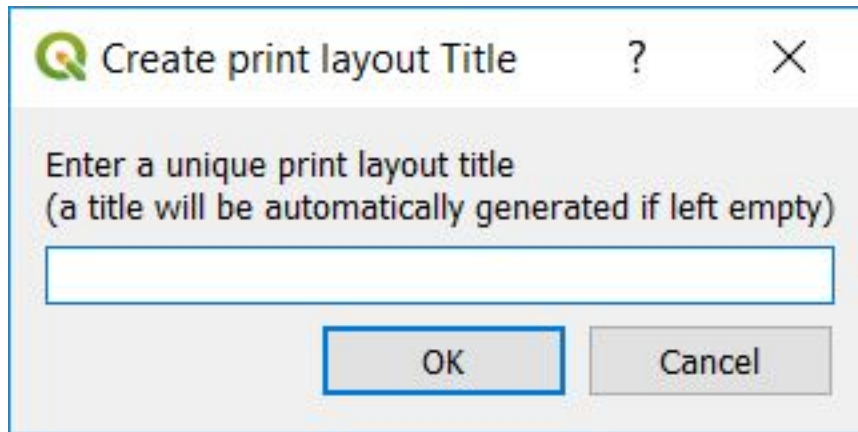 Create print layout Title ?
Enter a unique print layout title
(a title will be automatically generated if left empty)
OK Cancel